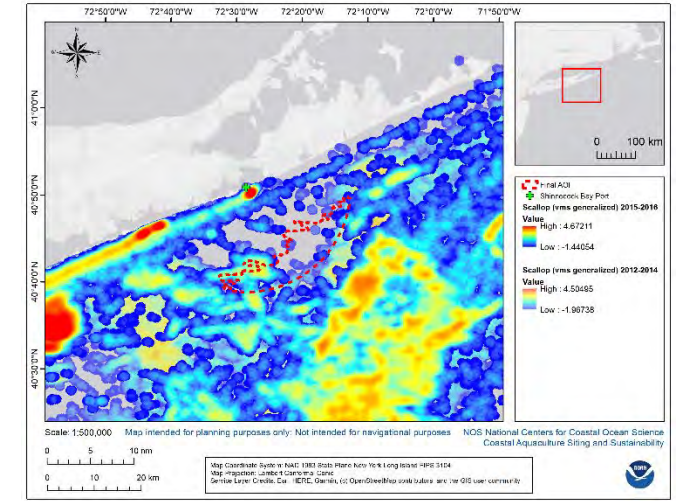 72°50'0"W 72°40'0"W 72°30'0"W 72°20'0"W 72°10'0"W 72°0'0"W 71°50'0"W
41°0'0"N
40°50'0"N
40°40'0"N
40°30'0"N
N
0 100 km
Final AOI
Shinnecock Bay Port
Scallop (vms generalized) 2015-2016
Value
High : 4.67211
Low : -1.44054
Scallop (vms generalized) 2012-2014
Value
High : 4.50495
Low : -1.96738
Scale: 1:500,000 Map intended for planning purposes only: Not intended for navigational purposes
NOS National Centers for Coastal Ocean Science
Coastal Aquaculture Siting and Sustainability
0 5 10 nm
0 10 20 km
Map Coordinate System: NAD 1983 State Plane New York Long Island FIPS 3104
Map Projection: Lambert Conformal Conic
Service Layer Credits: Esri, HERE, Garmin, (c) OpenStreetMap contributors, and the GIS user community
NOAA